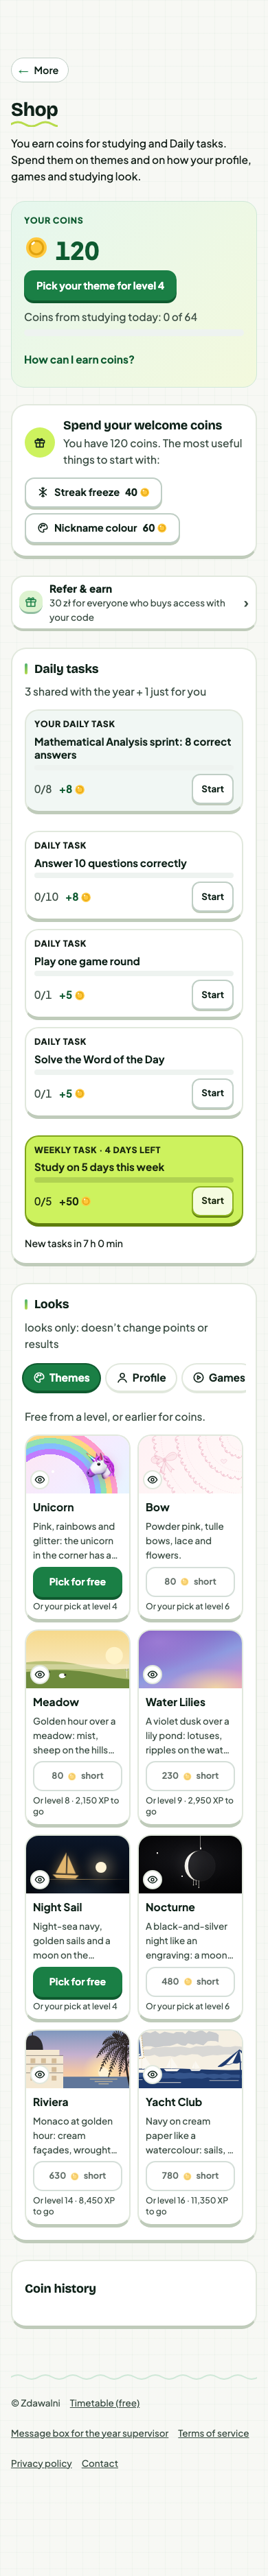 ← More
Shop
You earn coins for studying and Daily tasks.
Spend them on themes and on how your profile,
games and studying look.
YOUR COINS
120
Pick your theme for level 4
Coins from studying today: 0 of 64
How can I earn coins?
Spend your welcome coins
You have 120 coins. The most useful
things to start with:
Streak freeze 40
Nickname colour 60
Refer & earn
30 zł for everyone who buys access with
your code
Daily tasks
3 shared with the year + 1 just for you
YOUR DAILY TASK
Mathematical Analysis sprint: 8 correct
answers
0/8 +8
Start
DAILY TASK
Answer 10 questions correctly
0/10 +8
Start
DAILY TASK
Play one game round
0/1 +5
Start
DAILY TASK
Solve the Word of the Day
0/1 +5
Start
WEEKLY TASK · 4 DAYS LEFT
Study on 5 days this week
0/5 +50
Start
New tasks in 7 h 0 min
Looks
looks only: doesn't change points or
results
Themes
Profile
Games
Free from a level, or earlier for coins.
Unicorn
Pink, rainbows and
glitter: the unicorn
in the corner has a…
Pick for free
Or your pick at level 4
Bow
Powder pink, tulle
bows, lace and
flowers.
80 short
Or your pick at level 6
Meadow
Golden hour over a
meadow: mist,
sheep on the hills…
80 short
Or level 8 · 2,150 XP to
go
Water Lilies
A violet dusk over a
lily pond: lotuses,
ripples on the wat…
230 short
Or level 9 · 2,950 XP to
go
Night Sail
Night-sea navy,
golden sails and a
moon on the…
Pick for free
Or your pick at level 4
Nocturne
A black-and-silver
night like an
engraving: a moon…
480 short
Or your pick at level 6
Riviera
Monaco at golden
hour: cream
façades, wrought…
630 short
Or level 14 · 8,450 XP
to go
Yacht Club
Navy on cream
paper like a
watercolour: sails, …
780 short
Or level 16 · 11,350 XP
to go
Coin history
© Zdawalni Timetable (free)
Message box for the year supervisor Terms of service
Privacy policy Contact